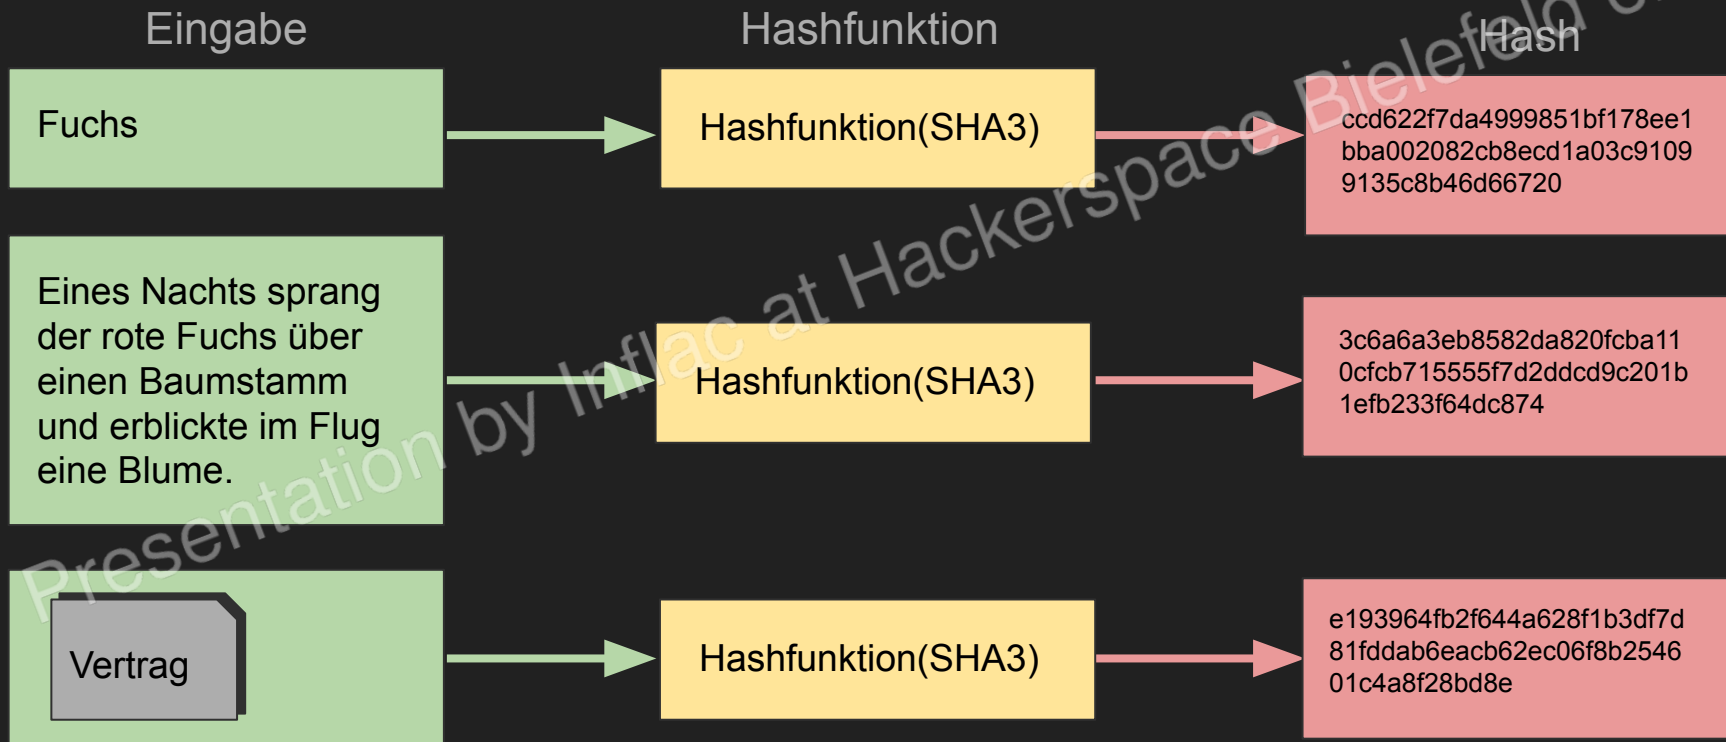 Eingabe
Hashfunktion
Hash
Fuchs
Hashfunktion(SHA3)
ccd622f7da4999851bf178ee1
bba002082cb8ecd1a03c9109
9135c8b46d66720
Eines Nachts sprang
der rote Fuchs über
einen Baumstamm
und erblickte im Flug
eine Blume.
Hashfunktion(SHA3)
3c6a6a3eb8582da820fcba11
0cfcb715555f7d2ddcd9c201b
1efb233f64dc874
Vertrag
Hashfunktion(SHA3)
e193964fb2f644a628f1b3df7d
81fddab6eacb62ec06f8b2546
01c4a8f28bd8e
Presentation by Inflac at Hackerspace Bielefeld